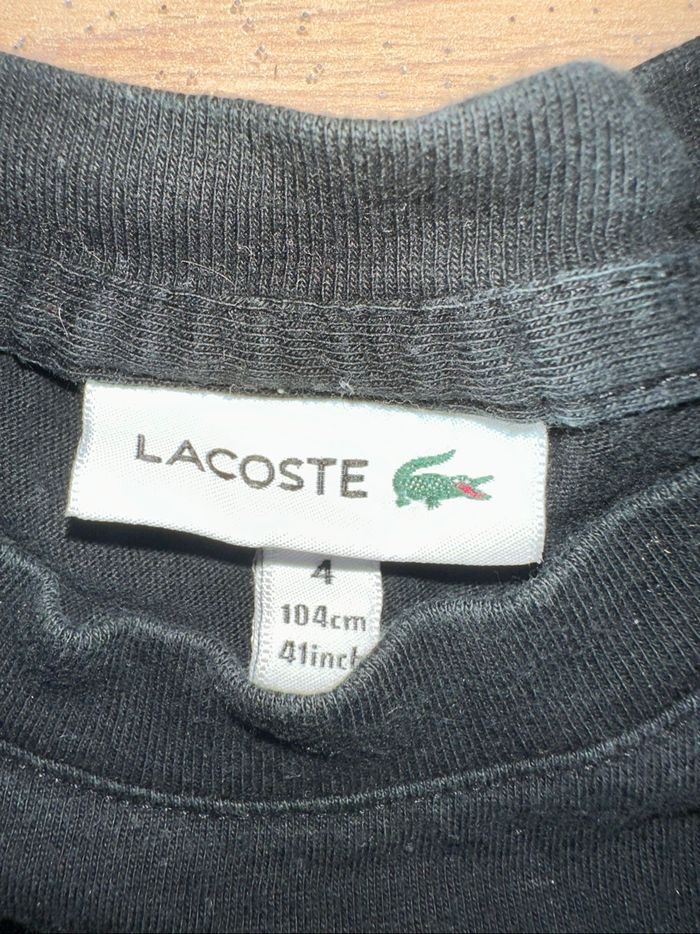 LACOSTE
4
104cm
41inch